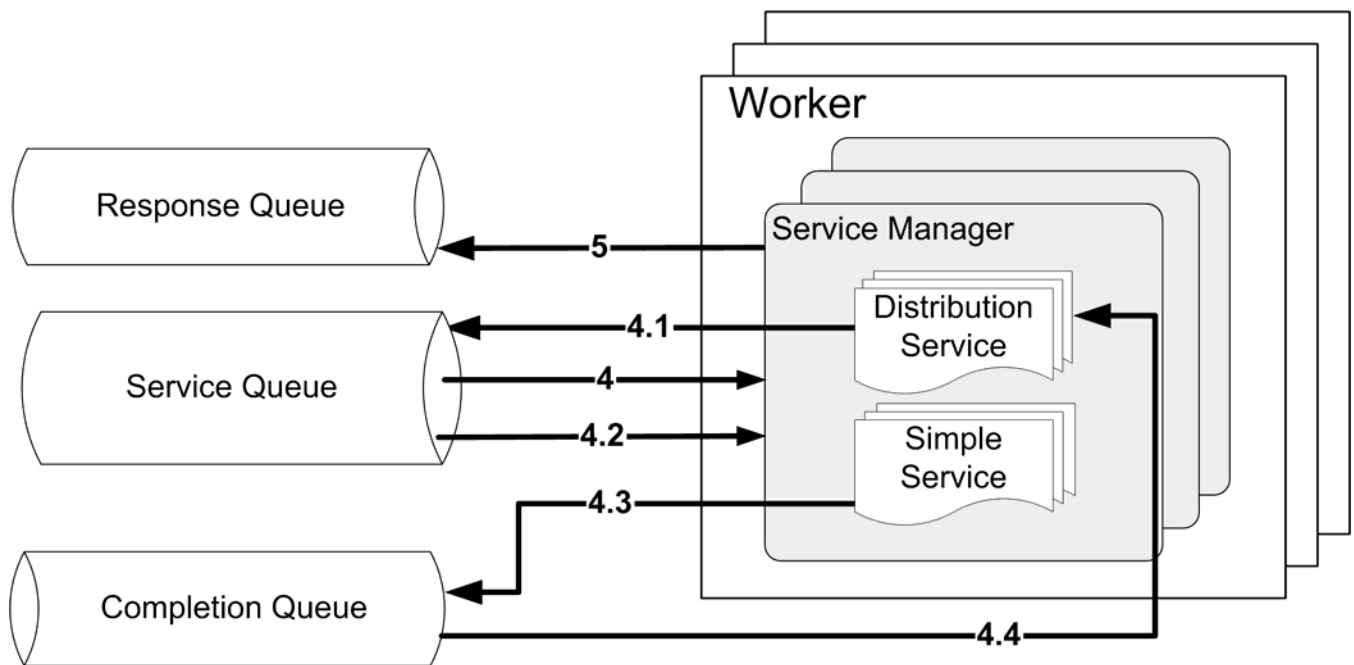 Worker
Response Queue
Service Manager
5
Distribution
Service
4.1
Service Queue
4
4.2
Simple
Service
4.3
Completion Queue
4.4